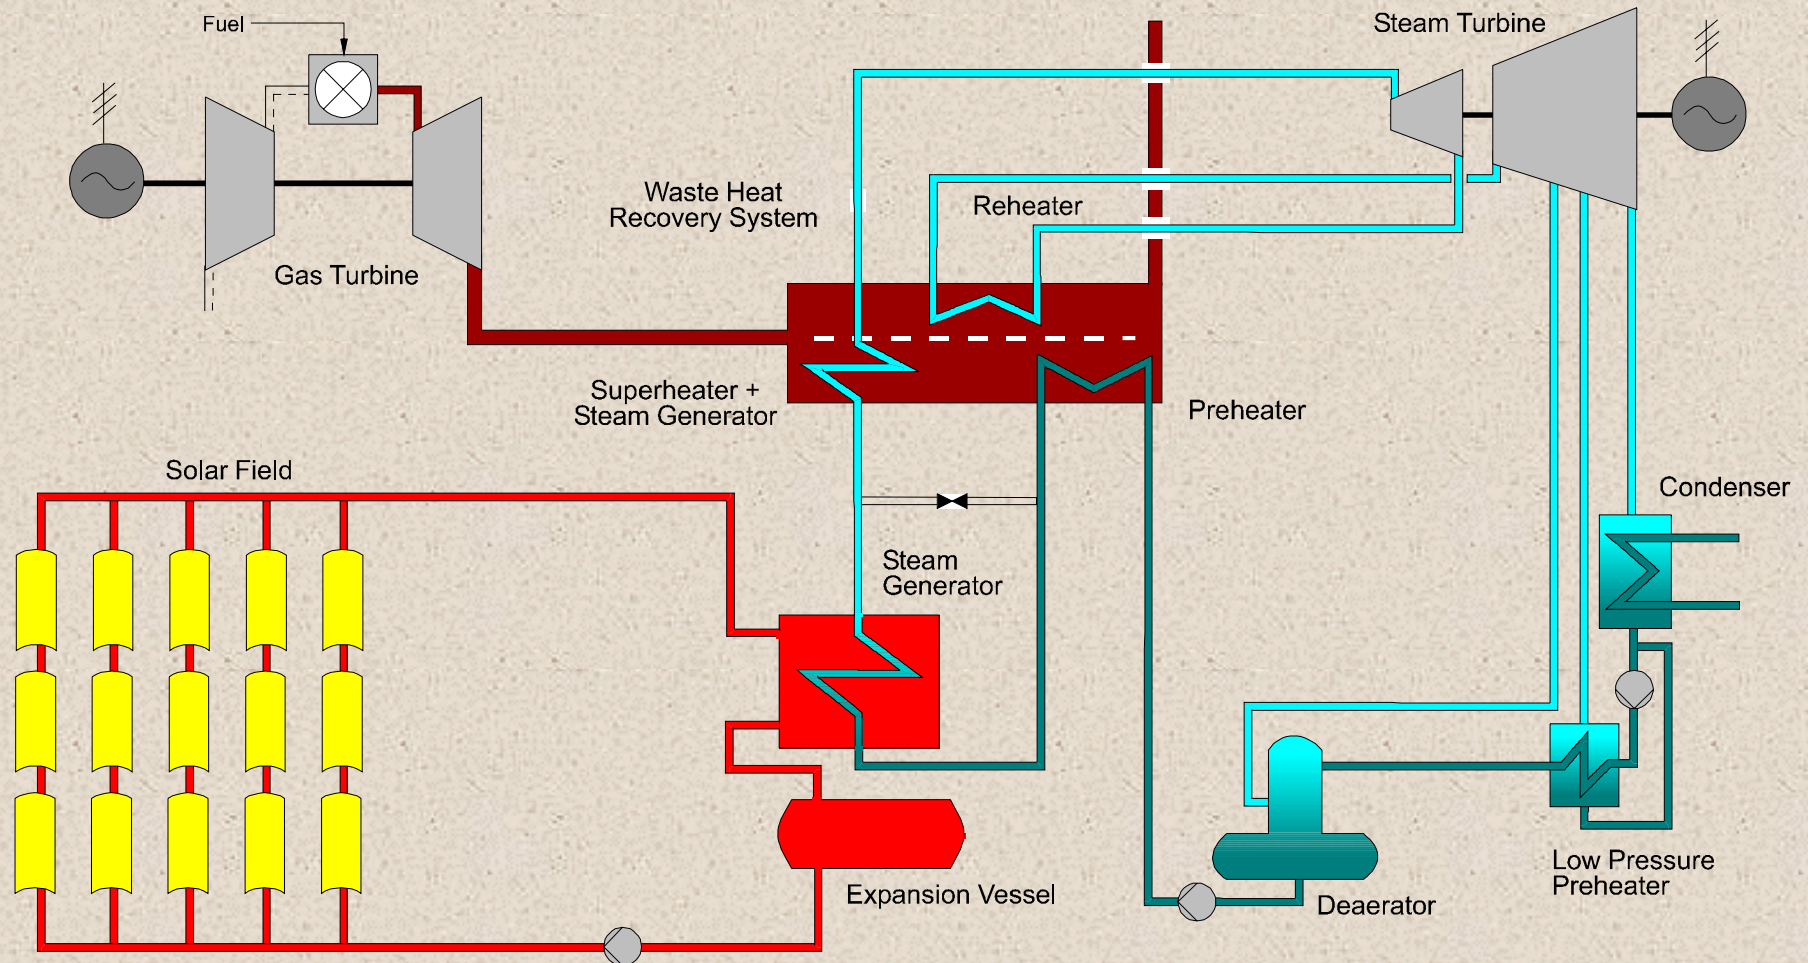 Fuel
Steam Turbine
Waste Heat
Recovery System
Reheater
Gas Turbine
Superheater +
Steam Generator
Preheater
Solar Field
Condenser
Steam
Generator
Expansion Vessel
Low Pressure
Preheater
Deaerator